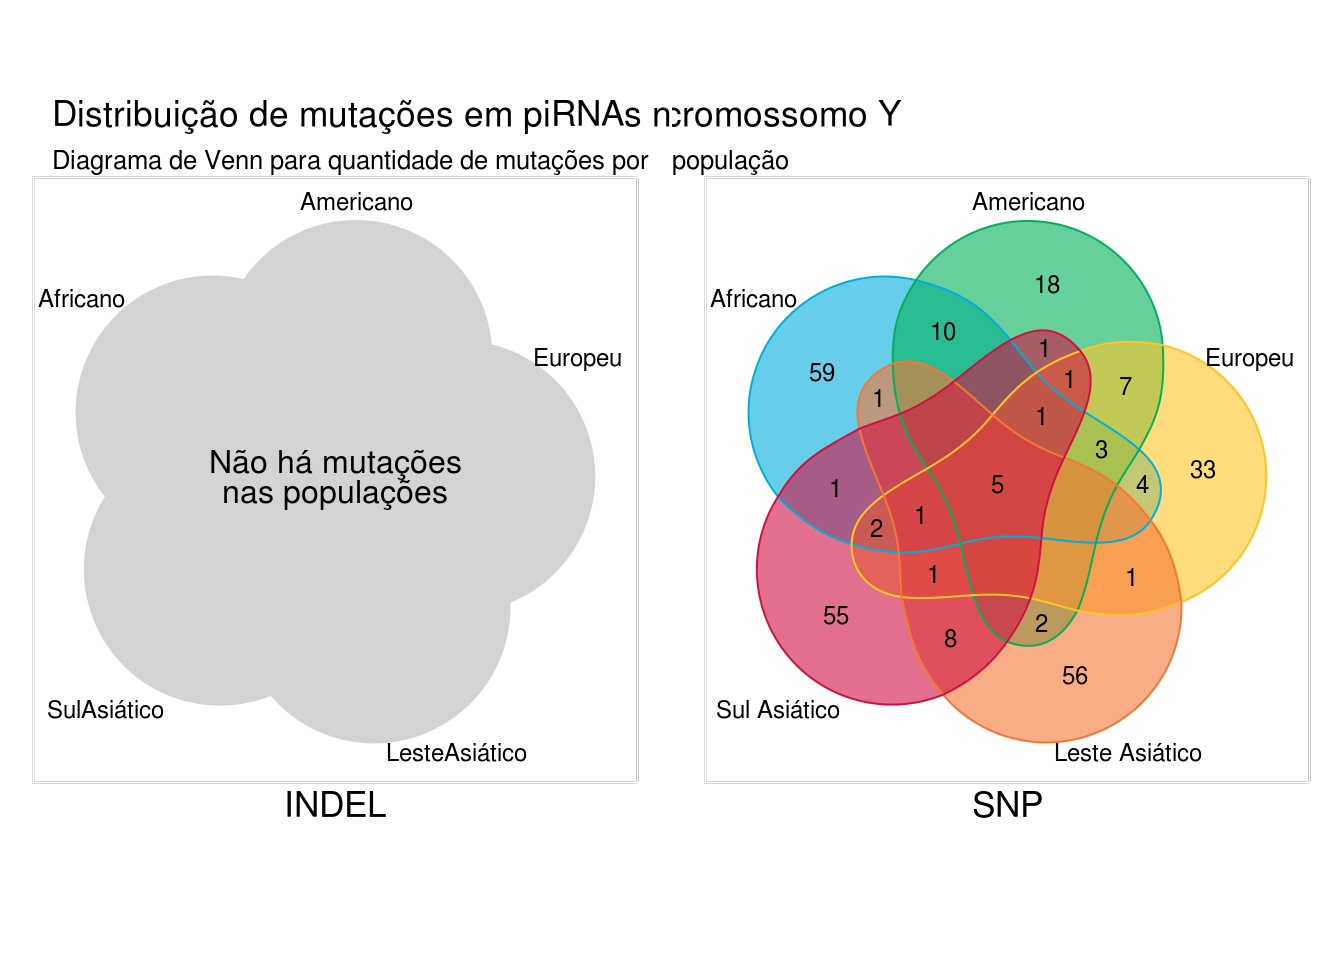 Distribuição de mutações em piRNAs ncromossomo Y
Diagrama de Venn para quantidade de mutações por população
Americano
Africano
Europeu
Não há mutações
nas populações
SulAsiático
LesteAsiático
INDEL
Americano
Africano
18
10
1
Europeu
59
1
7
1
1
3
33
5
4
1
1
2
1
1
55
2
8
56
Sul Asiático
Leste Asiático
SNP